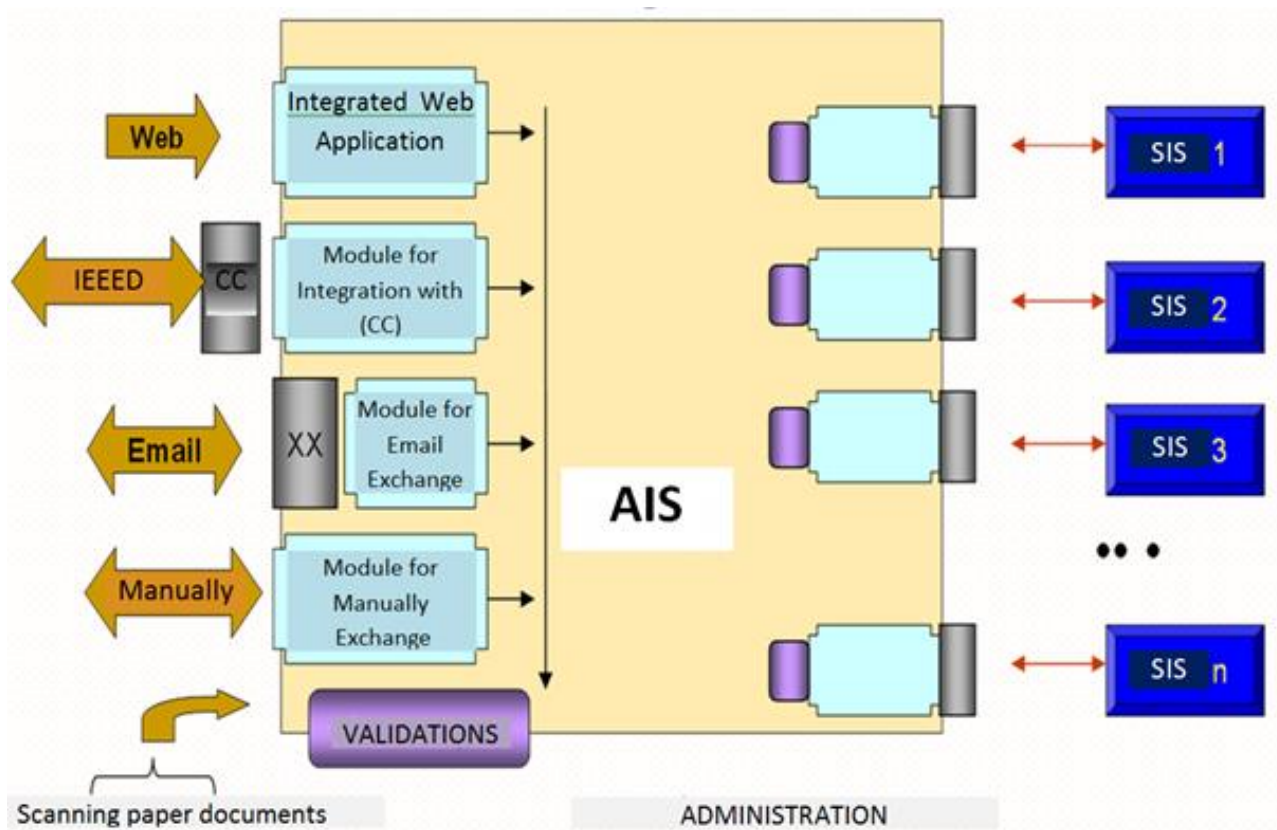 Web
Integrated Web
Application
IEEED
CC
Module for
Integration with
(CC)
Email
XX
Module for
Email
Exchange
Manually
Module for
Manually
Exchange
VALIDATIONS
Scanning paper documents
AIS
ADMINISTRATION
SIS 1
SIS 2
SIS 3
SIS n